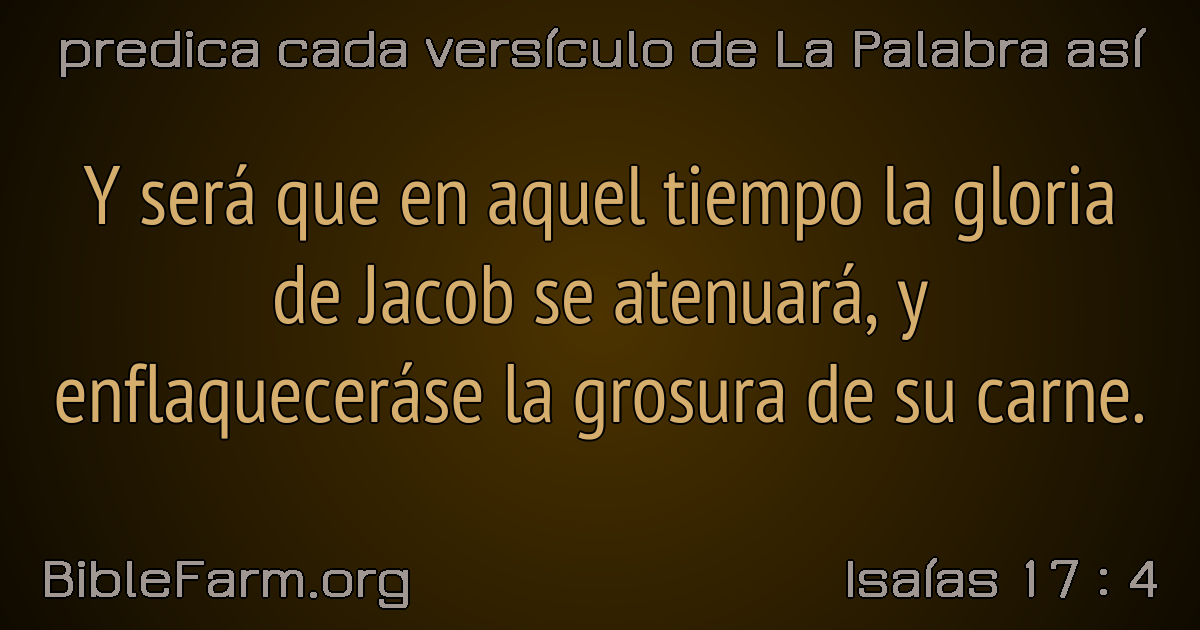 predica cada versículo de La Palabra así
Y será que en aquel tiempo la gloria
de Jacob se atenuará, y
enflaqueceráse la grosura de su carne.
BibleFarm.org
Isaías 17 : 4